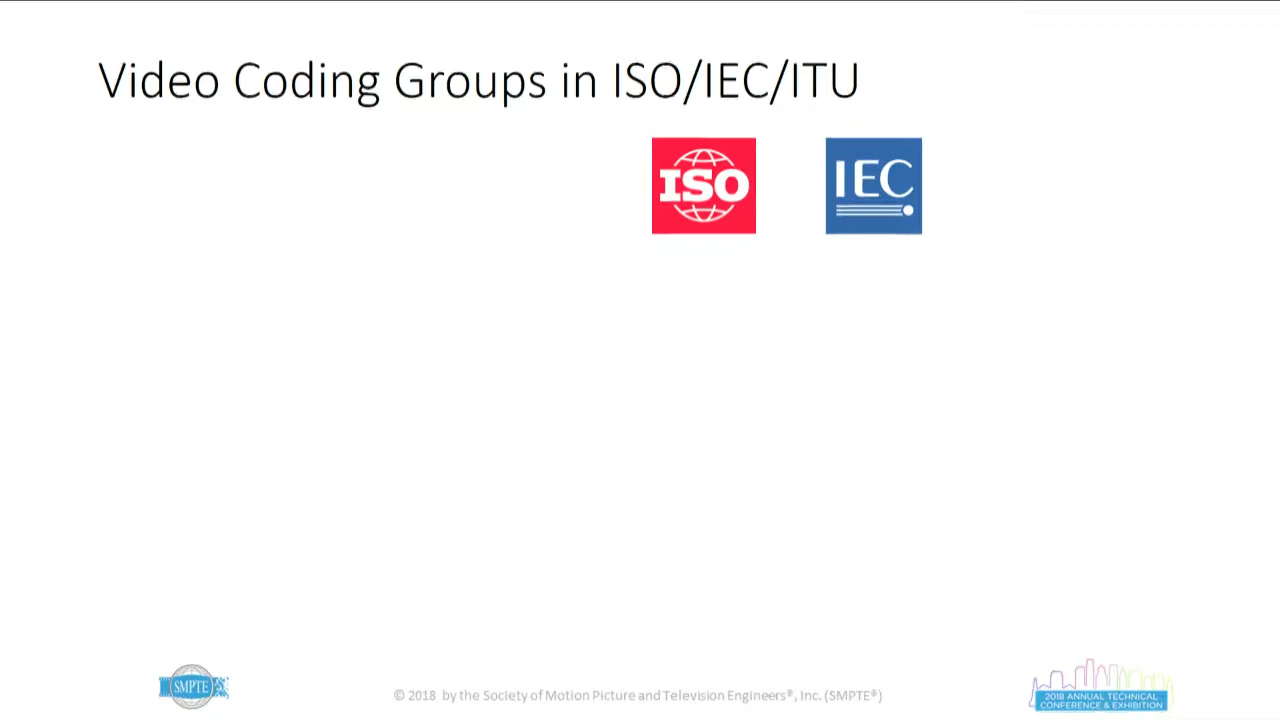 Video Coding Groups in ISO/IEC/ITU
ISO
IEC
SMPTE
© 2018 by the Society of Motion Picture and Television Engineers®, Inc. (SMPTE®)
2018 ANNUAL TECHNICAL
CONFERENCE & EXHIBITION